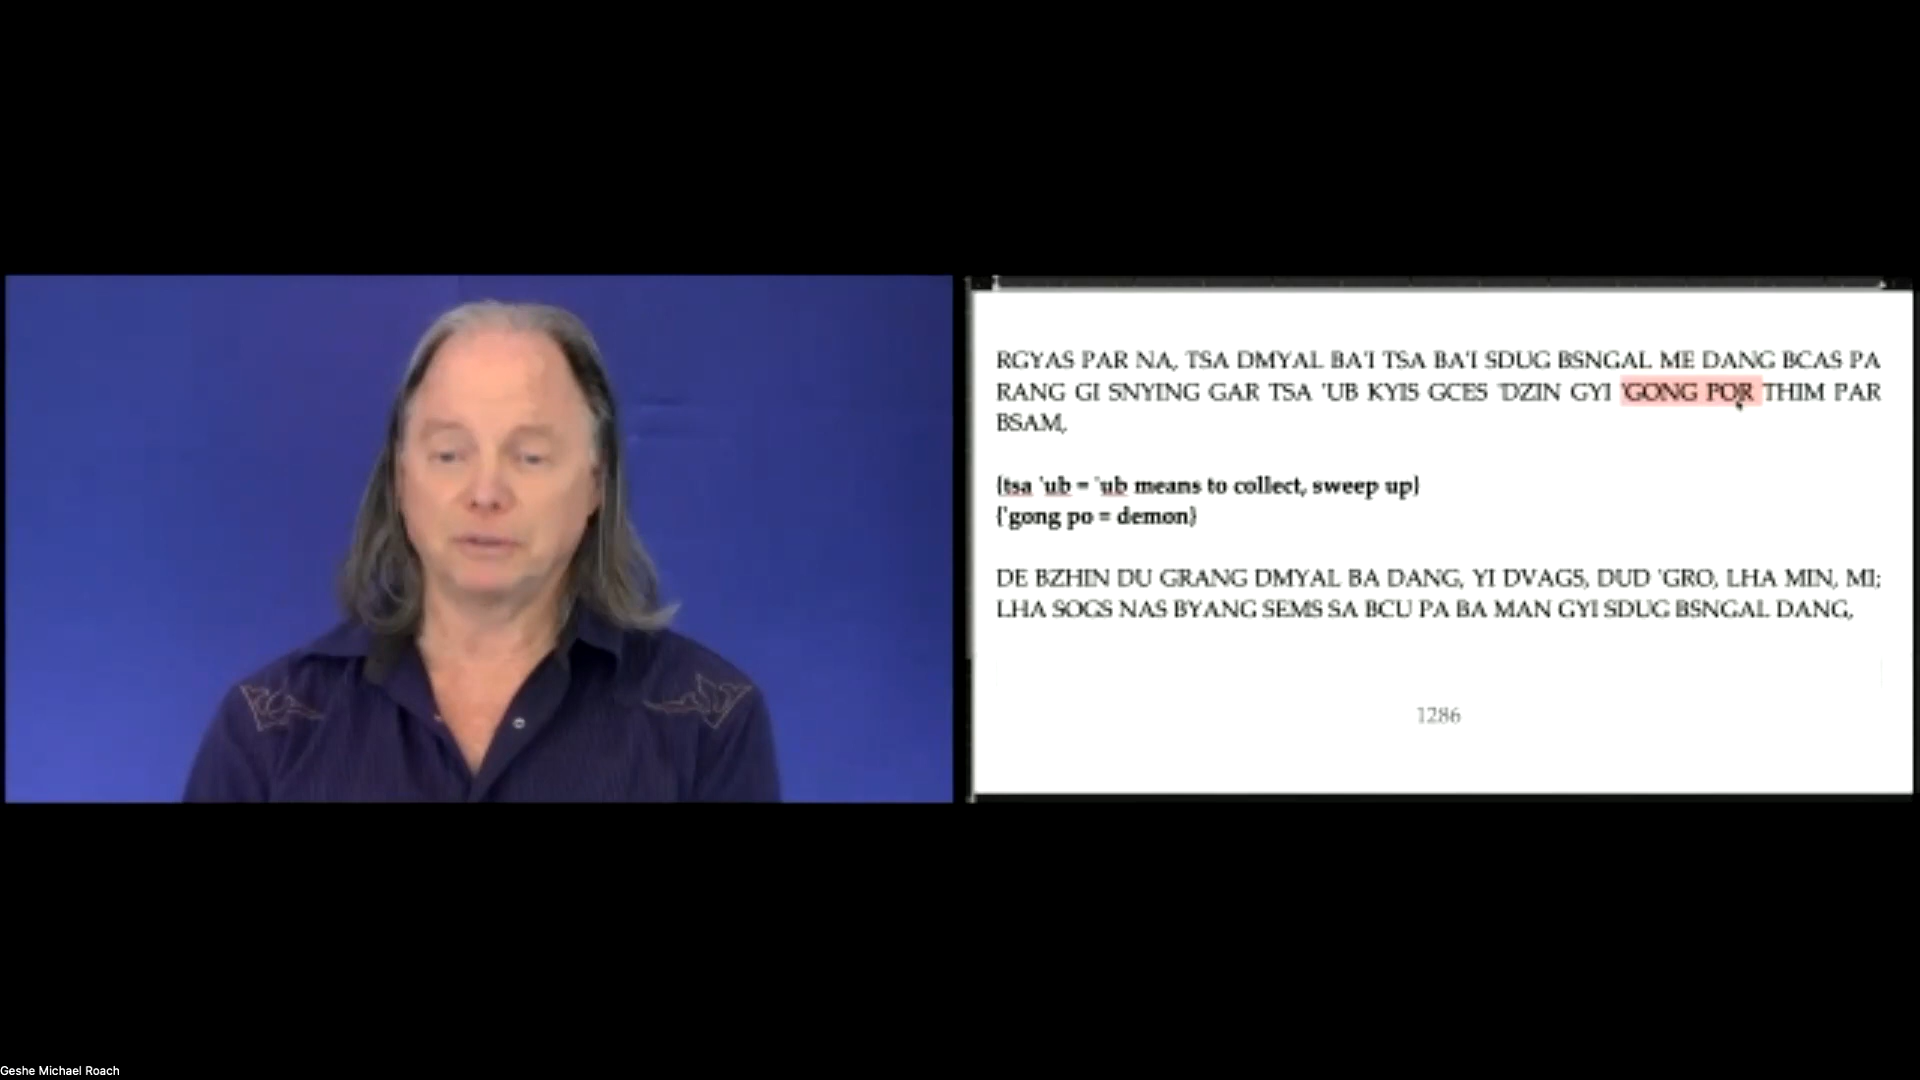 RGYAS PAR NA, TSA DMYAL BA'I TSA BA'I SDUG BSNGAL ME DANG BCAS PA
RANG GI SNYING GAR TSA 'UB KYIS GCES 'DZIN GYI 'GONG POR THIM PAR
BSAM,
{tsa 'ub = 'ub means to collect, sweep up}
{'gong po = demon}
DE BZHIN DU GRANG DMYAL BA DANG, YI DVAGS, DUD 'GRO, LHA MIN, MI;
LHA SOGS NAS BYANG SEMS SA BCU PA BA MAN GYI SDUG BSNGAL DANG,
1286
Geshe Michael Roach